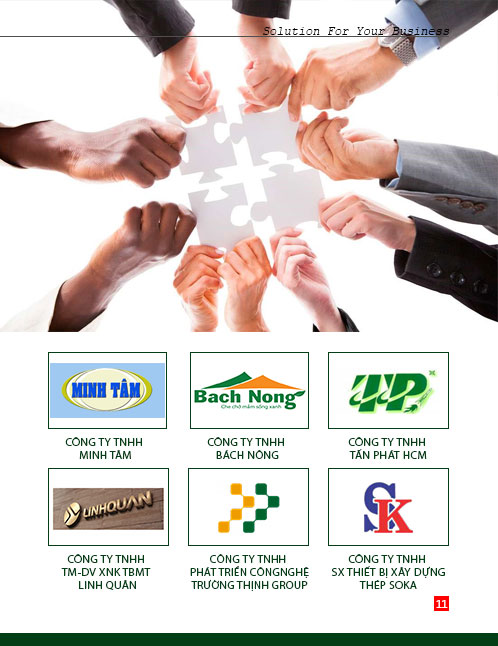 Solution For Your Business
MINH TÂM
Bach Nong
Che chở mầm sống xanh
CÔNG TY TNHH
MINH TÂM
CÔNG TY TNHH
BÁCH NÔNG
CÔNG TY TNHH
TẤN PHÁT HCM
LINHQUAN
SK
CÔNG TY TNHH
TM-DV XNK TBMT
LINH QUÂN
CÔNG TY TNHH
PHÁT TRIỂN CÔNGNGHỆ
TRƯỜNG THỊNH GROUP
CÔNG TY TNHH
SX THIẾT BỊ XÂY DỰNG
THÉP SOKA
11